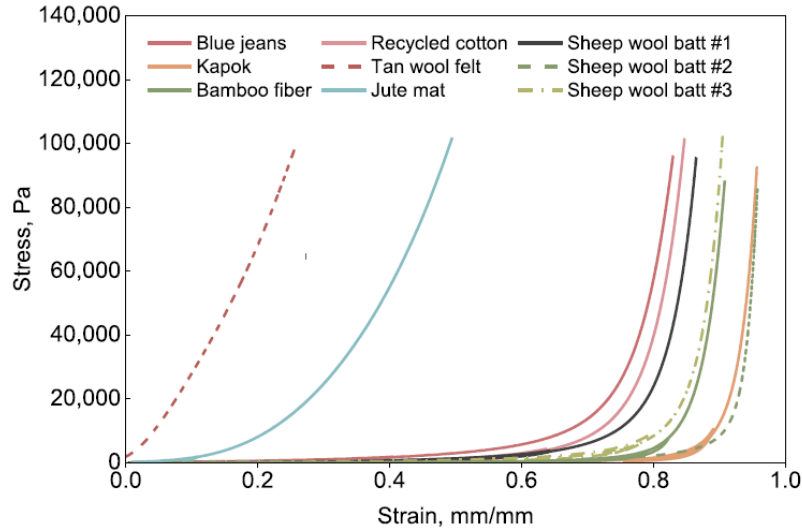 140,000
120,000
100,000
80,000
60,000
40,000
20,000
0
Stress, Pa
Blue jeans
Kapok
Bamboo fiber
Recycled cotton
Tan wool felt
Jute mat
Sheep wool batt #1
Sheep wool batt #2
Sheep wool batt #3
0.0 0.2 0.4 0.6 0.8 1.0
Strain, mm/mm